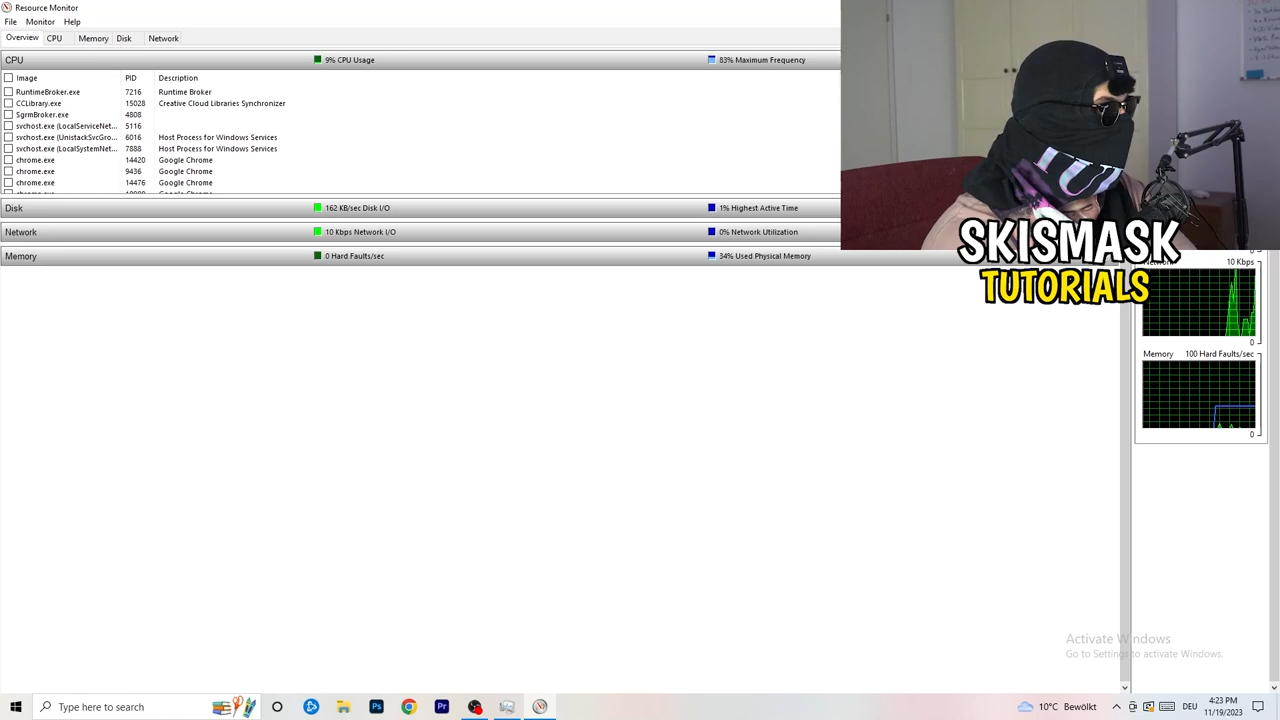 Resource Monitor
File Monitor Help
Overview CPU Memory Disk Network
CPU 9% CPU Usage 83% Maximum Frequency
Image PID Description
RuntimeBroker.exe 7216 Runtime Broker
CCLibrary.exe 15028 Creative Cloud Libraries Synchronizer
SgrmBroker.exe 4808
svchost.exe (LocalServiceNet... 5116
svchost.exe (UnistackSvcGro... 6016 Host Process for Windows Services
svchost.exe (LocalSystemNet... 7888 Host Process for Windows Services
chrome.exe 14420 Google Chrome
chrome.exe 9436 Google Chrome
chrome.exe 14476 Google Chrome
Disk 162 KB/sec Disk I/O 1% Highest Active Time
Network 10 Kbps Network I/O 0% Network Utilization
Memory 0 Hard Faults/sec 34% Used Physical Memory
SKISMASK
TUTORIALS
0
10 Kbps
0
Memory 100 Hard Faults/sec
0
Activate Windows
Go to Settings to activate Windows.
Type here to search
Ps
Pr
10°C Bewölkt
DEU
4:23 PM
11/19/2023